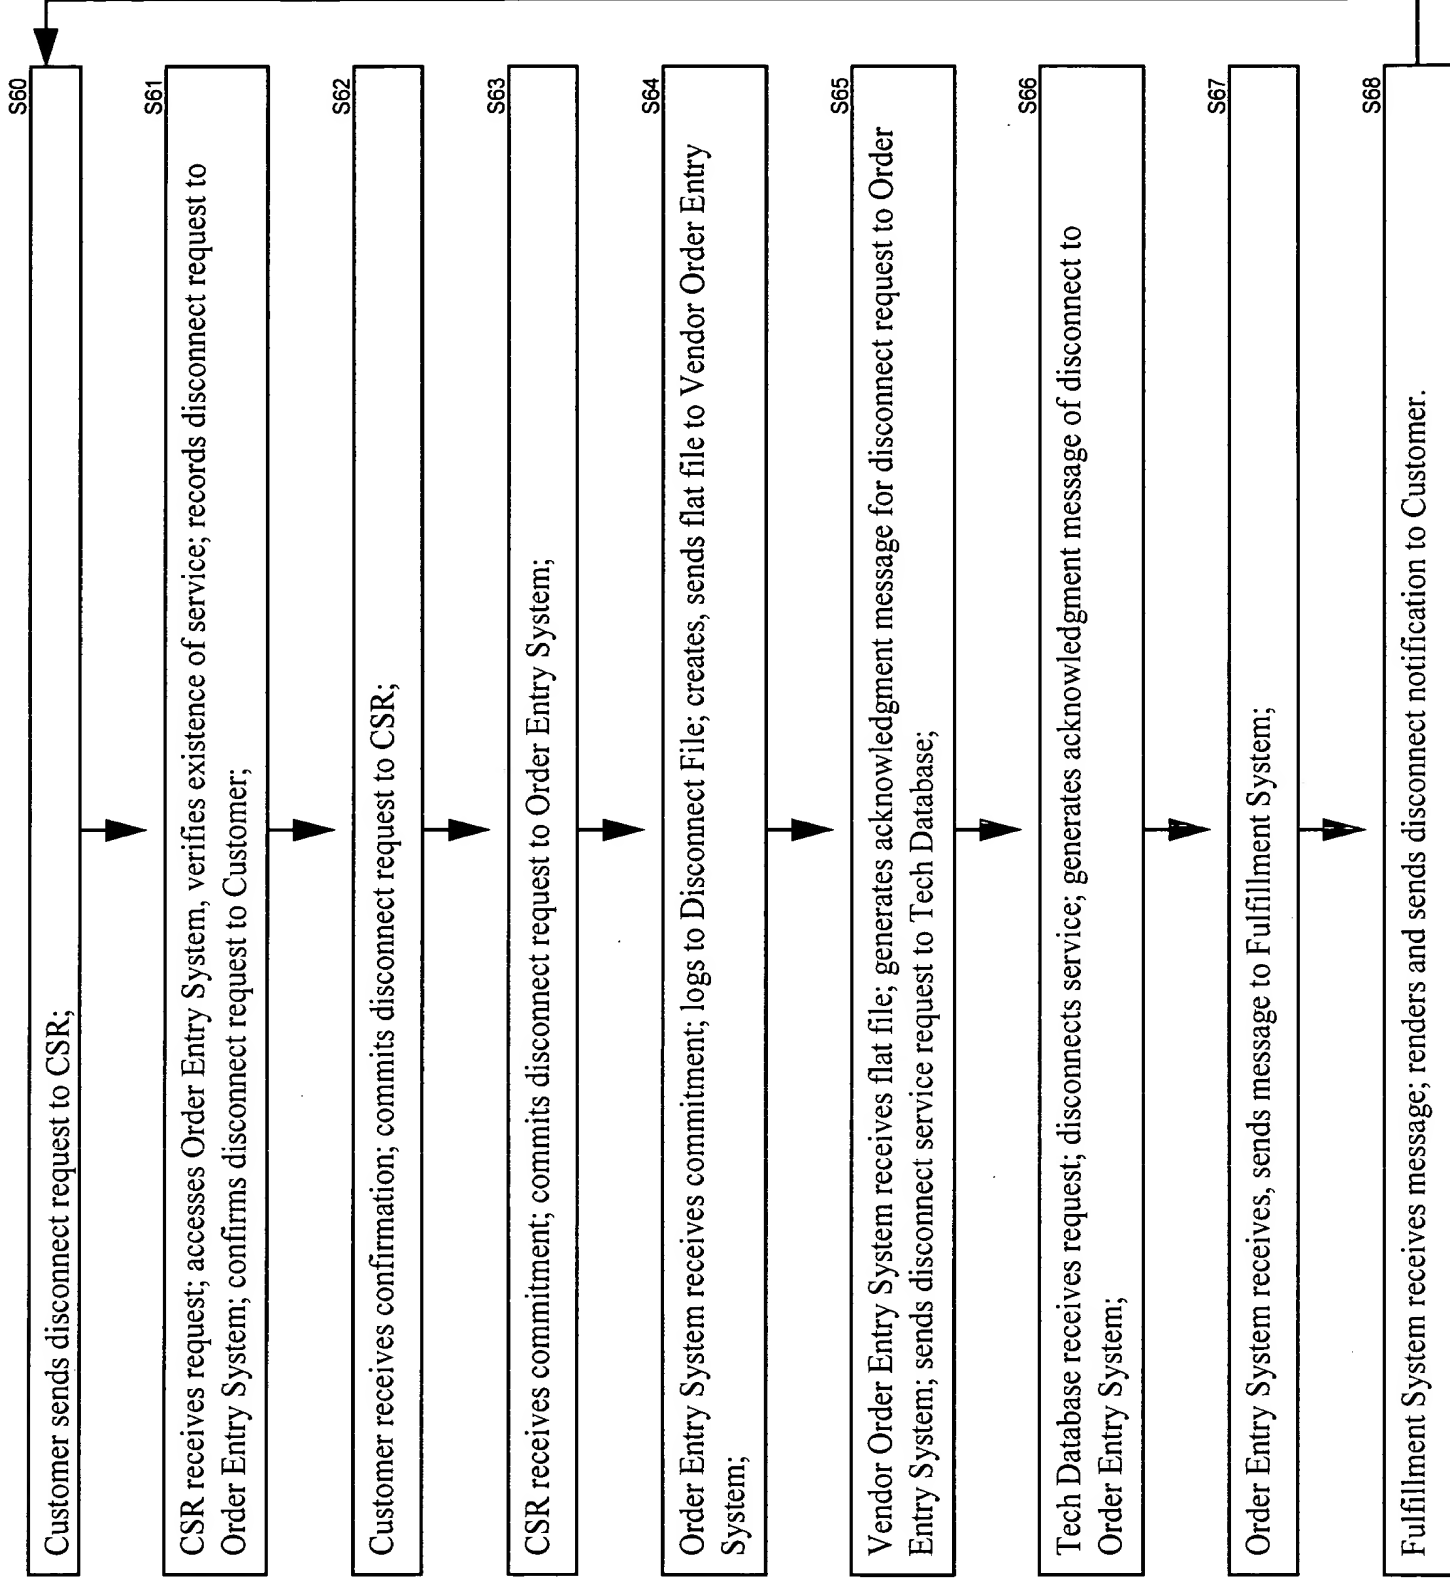 S60
Customer sends disconnect request to CSR;
S61
CSR receives request; accesses Order Entry System, verifies existence of service; records disconnect request to
Order Entry System; confirms disconnect request to Customer;
S62
Customer receives confirmation; commits disconnect request to CSR;
S63
CSR receives commitment; commits disconnect request to Order Entry System;
S64
Order Entry System receives commitment; logs to Disconnect File; creates, sends flat file to Vendor Order Entry
System;
S65
Vendor Order Entry System receives flat file; generates acknowledgment message for disconnect request to Order
Entry System; sends disconnect service request to Tech Database;
S66
Tech Database receives request; disconnects service; generates acknowledgment message of disconnect to
Order Entry System;
S67
Order Entry System receives, sends message to Fulfillment System;
S68
Fulfillment System receives message; renders and sends disconnect notification to Customer.